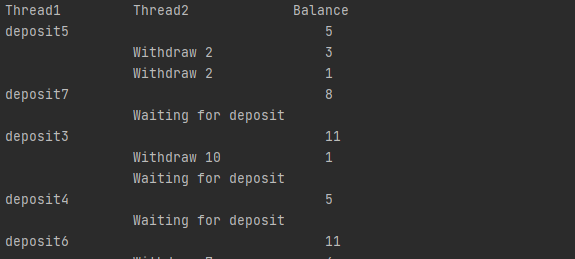 Thread1 Thread2 Balance
deposit5 5
Withdraw 2 3
Withdraw 2 1
deposit7 8
Waiting for deposit
deposit3 11
Withdraw 10 1
Waiting for deposit
deposit4 5
Waiting for deposit
deposit6 11